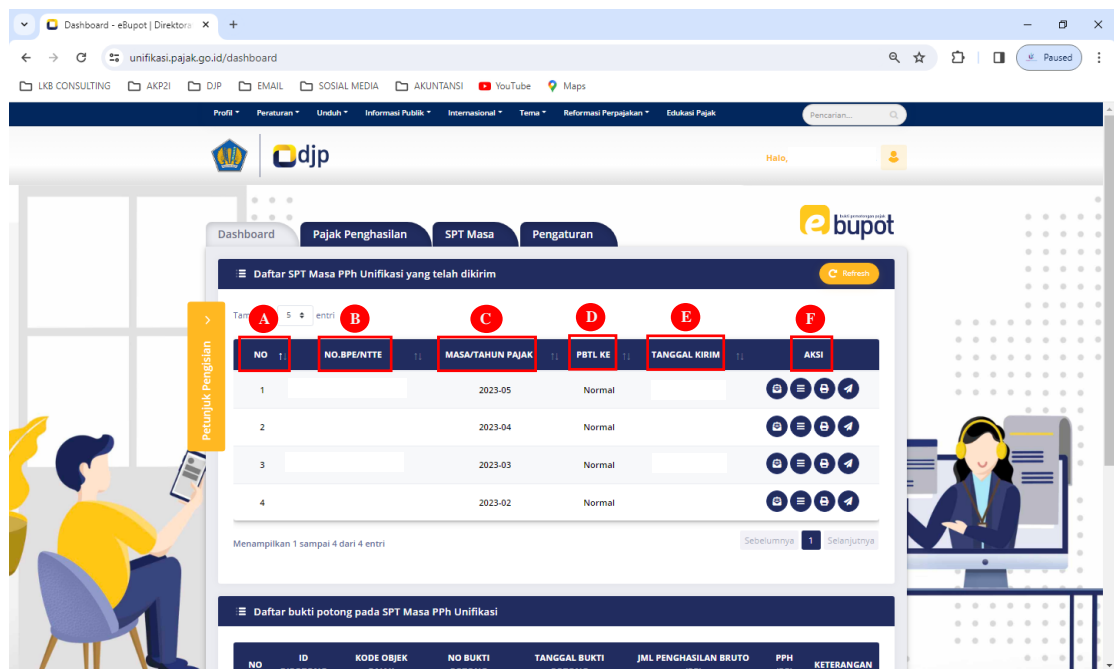 Dashboard - eBupot | Direktora
unifikasi.pajak.go.id/dashboard
Paused
LKB CONSULTING AKP2I DJP EMAIL SOSIAL MEDIA AKUNTANSI YouTube Maps
Profil Peraturan Unduh Informasi Publik Internasional Tema Reformasi Perpajakan Edukasi Pajak Pencarian...
djp
Halo,
bukti pemotongan pajak
e bupot
Dashboard Pajak Penghasilan SPT Masa Pengaturan
Daftar SPT Masa PPh Unifikasi yang telah dikirim Refresh
5 entri
A B C D E F
NO NO.BPE/NTTE MASA/TAHUN PAJAK PBTL KE TANGGAL KIRIM AKSI
1 2023-05 Normal
2 2023-04 Normal
3 2023-03 Normal
4 2023-02 Normal
Menampilkan 1 sampai 4 dari 4 entri
Sebelumnya 1 Selanjutnya
Petunjuk Pengisian
Daftar bukti potong pada SPT Masa PPh Unifikasi
NO ID KODE OBJEK NO BUKTI TANGGAL BUKTI JML PENGHASILAN BRUTO PPH KETERANGAN